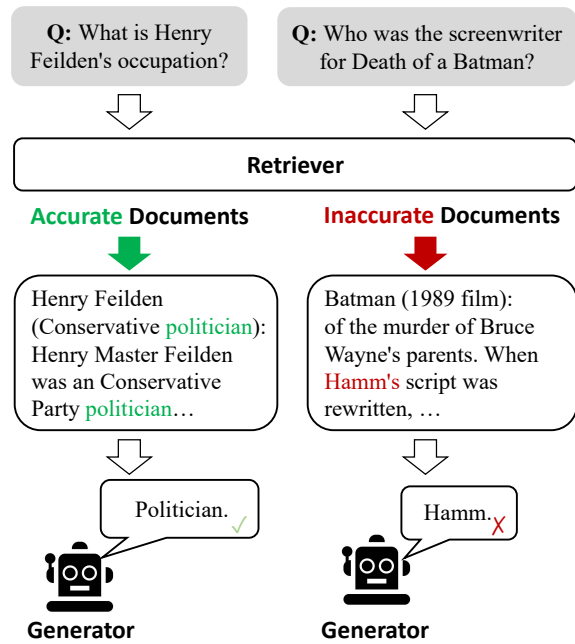 Q: What is Henry
Feilden's occupation?
Q: Who was the screenwriter
for Death of a Batman?
Retriever
Accurate Documents
Inaccurate Documents
Henry Feilden
(Conservative politician):
Henry Master Feilden
was an Conservative
Party politician…
Batman (1989 film):
of the murder of Bruce
Wayne's parents. When
Hamm's script was
rewritten, …
Politician.
Hamm.
Generator
Generator